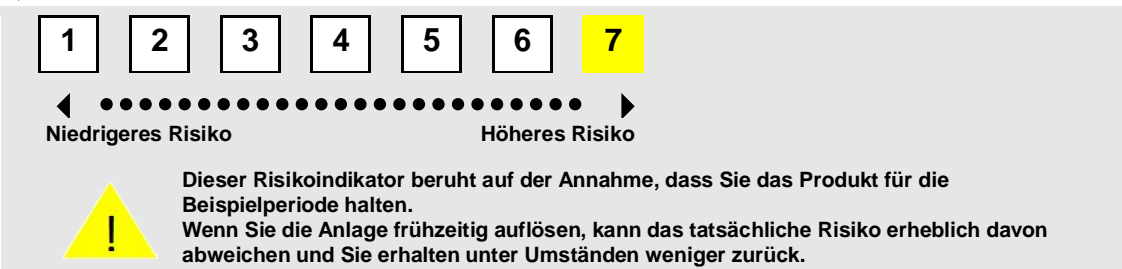 1 2 3 4 5 6 7
Niedrigeres Risiko Höheres Risiko
Dieser Risikoindikator beruht auf der Annahme, dass Sie das Produkt für die
Beispielperiode halten.
Wenn Sie die Anlage frühzeitig auflösen, kann das tatsächliche Risiko erheblich davon
abweichen und Sie erhalten unter Umständen weniger zurück.
!